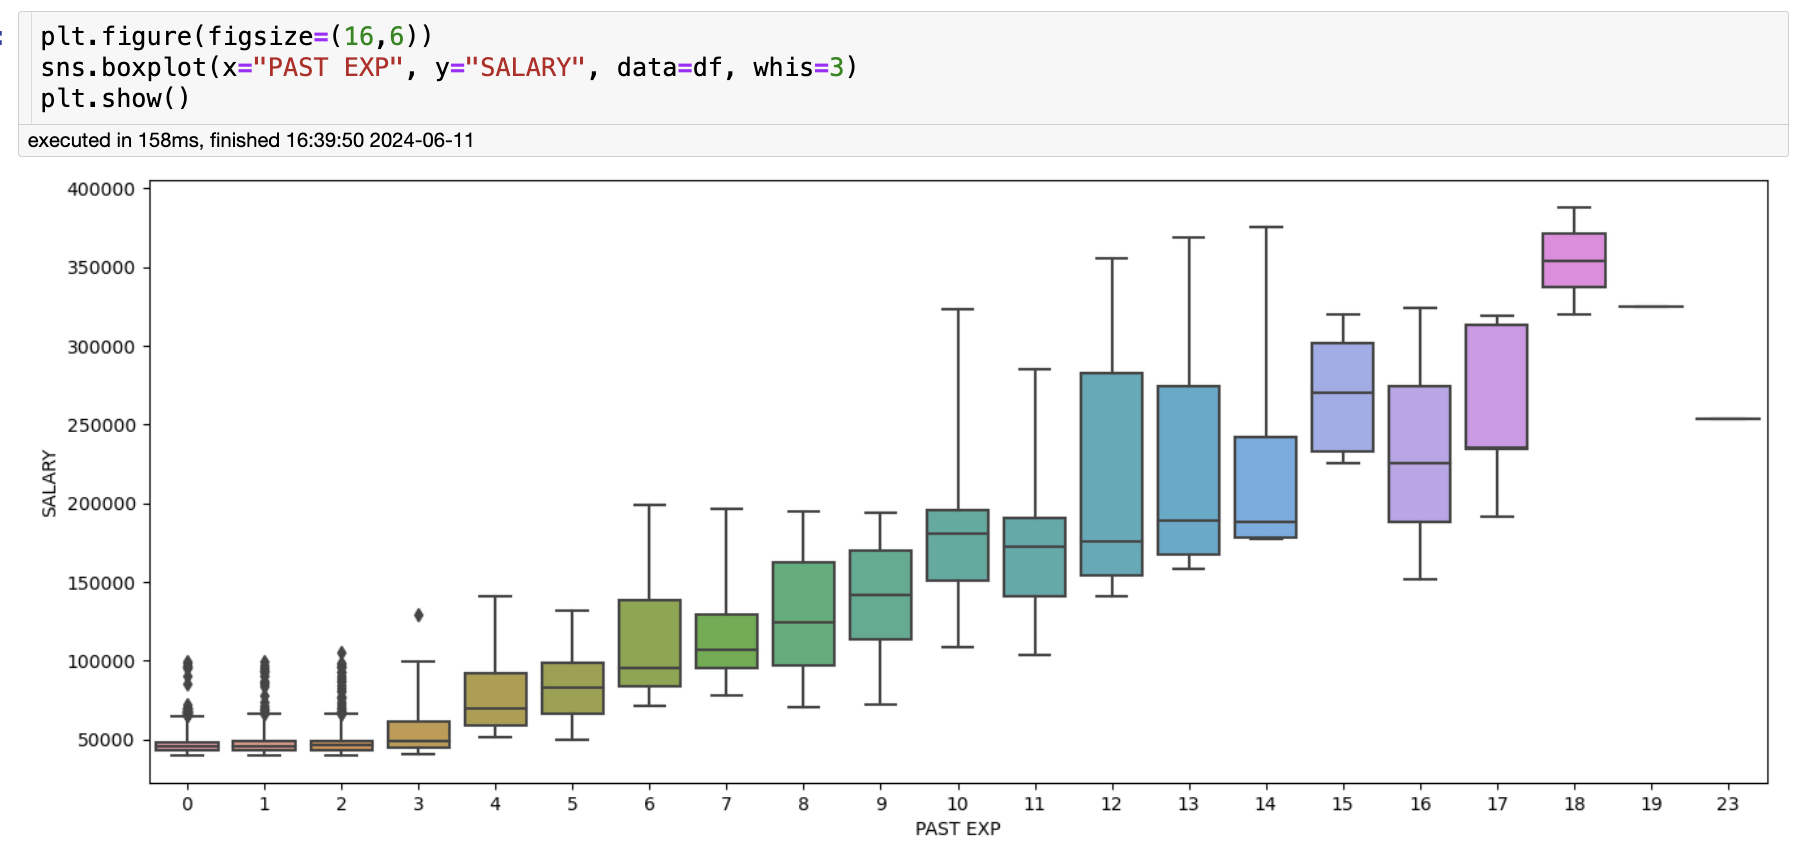 :
plt.figure(figsize=(16,6))
sns.boxplot(x="PAST EXP", y="SALARY", data=df, whis=3)
plt.show()
executed in 158ms, finished 16:39:50 2024-06-11
400000
350000
300000
250000
200000
150000
100000
50000
SALARY
0 1 2 3 4 5 6 7 8 9 10 11 12 13 14 15 16 17 18 19 23
PAST EXP